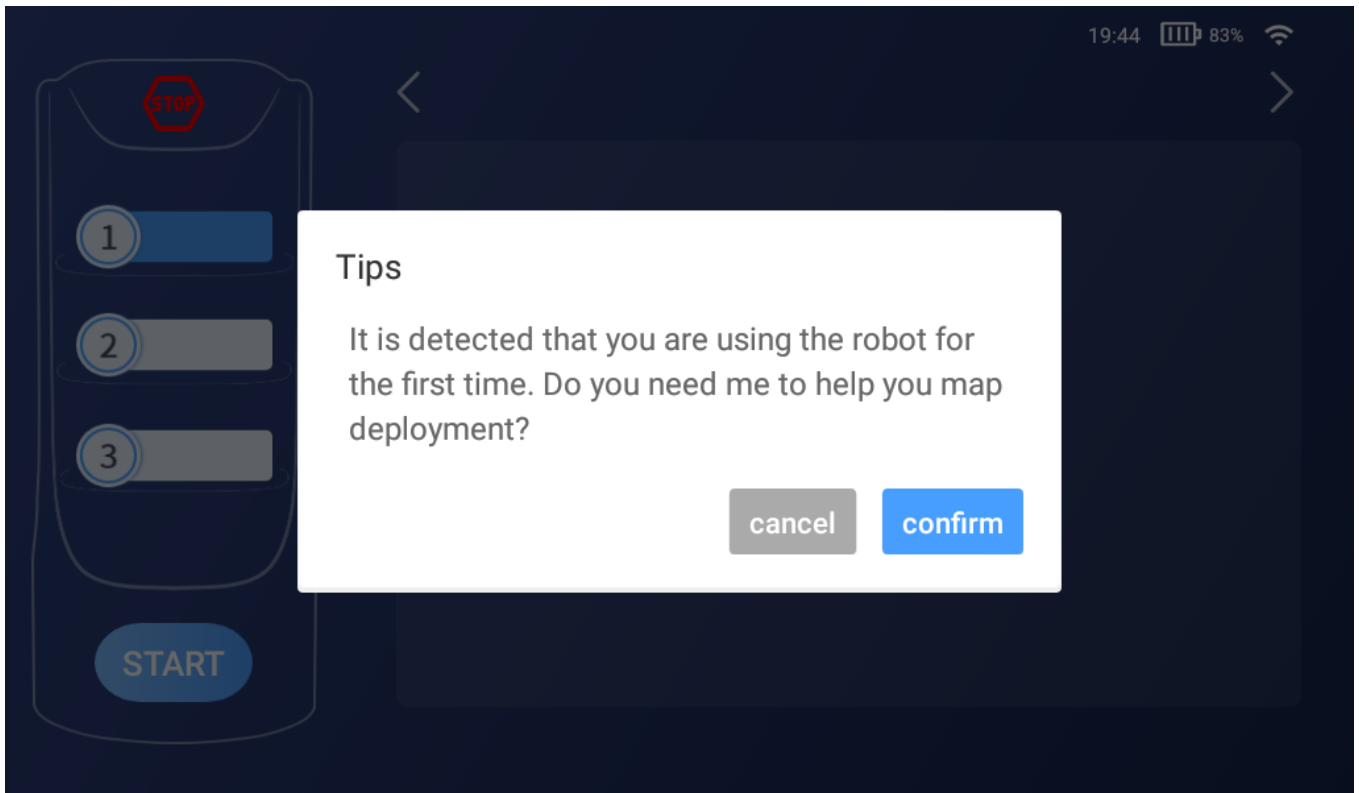 19:44 83%
STOP
1
2
3
START
Tips
It is detected that you are using the robot for
the first time. Do you need me to help you map
deployment?
cancel confirm